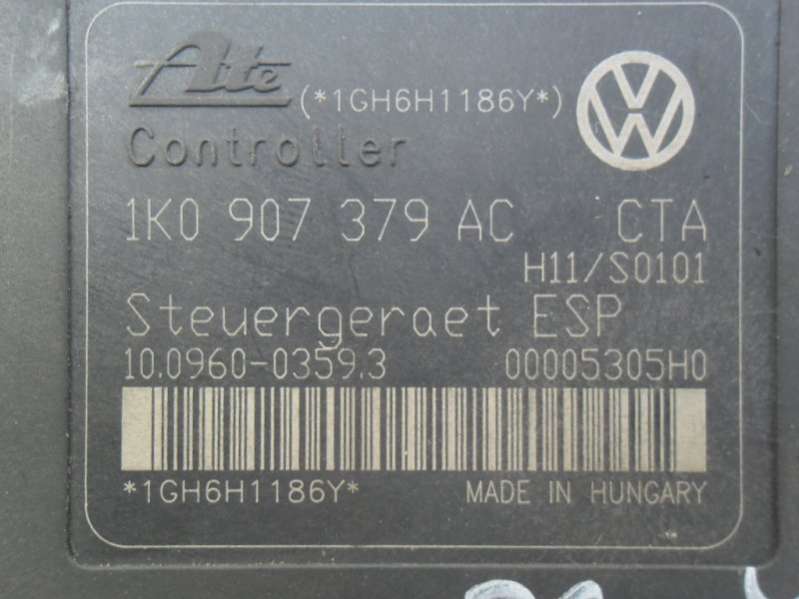 Ate (*1GH6H1186Y*)
Controller
1K0 907 379 AC CTA
H11/S0101
Steuergeraet ESP
10.0960-0359.3 00005305H0
*1GH6H1186Y* MADE IN HUNGARY